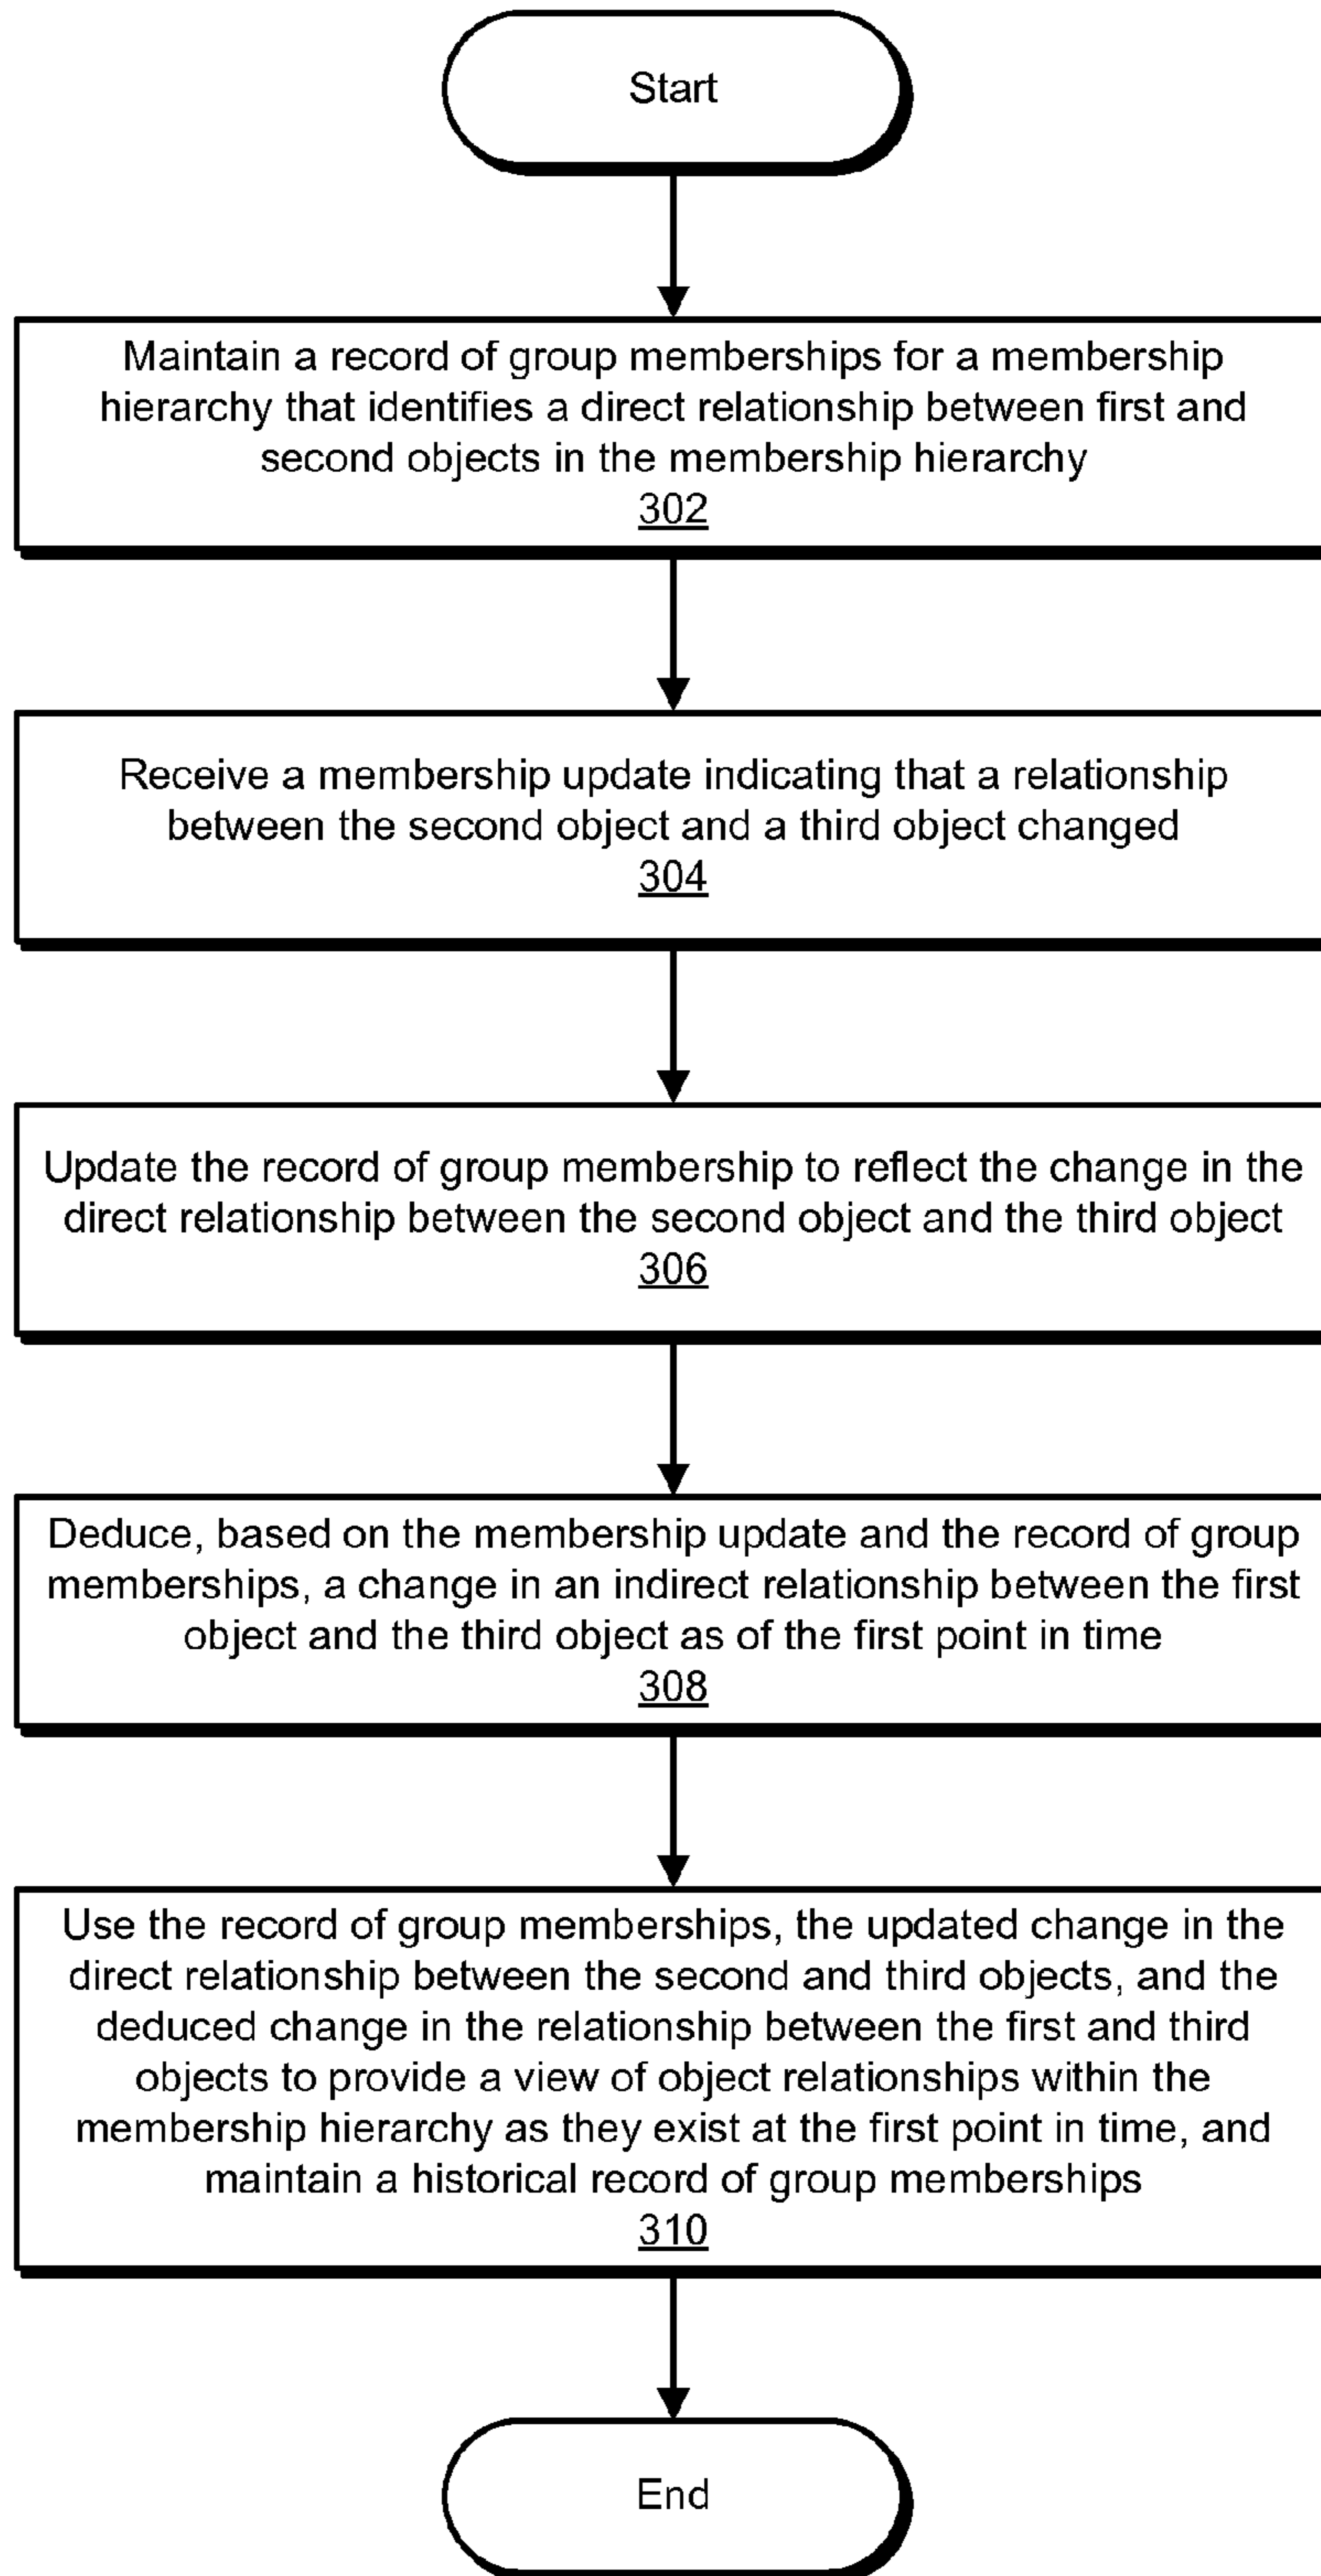 Start
Maintain a record of group memberships for a membership
hierarchy that identifies a direct relationship between first and
second objects in the membership hierarchy
302
Receive a membership update indicating that a relationship
between the second object and a third object changed
304
Update the record of group membership to reflect the change in the
direct relationship between the second object and the third object
306
Deduce, based on the membership update and the record of group
memberships, a change in an indirect relationship between the first
object and the third object as of the first point in time
308
Use the record of group memberships, the updated change in the
direct relationship between the second and third objects, and the
deduced change in the relationship between the first and third
objects to provide a view of object relationships within the
membership hierarchy as they exist at the first point in time, and
maintain a historical record of group memberships
310
End